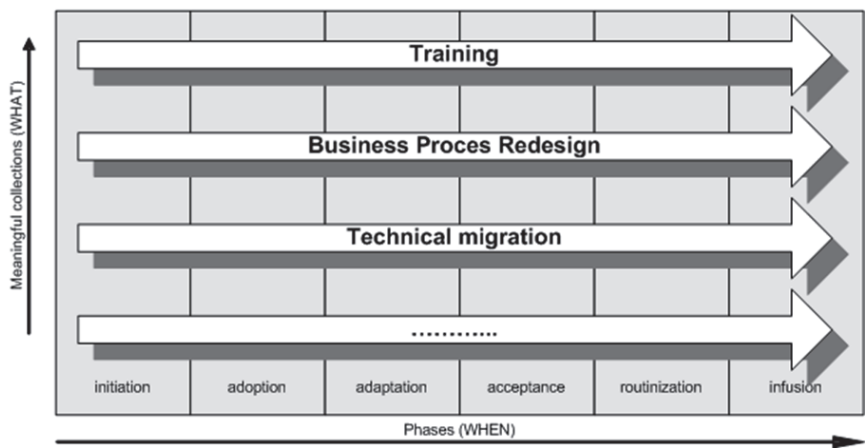 Meaningful collections (WHAT)
Training
Business Proces Redesign
Technical migration
............
initiation adoption adaptation acceptance routinization infusion
Phases (WHEN)